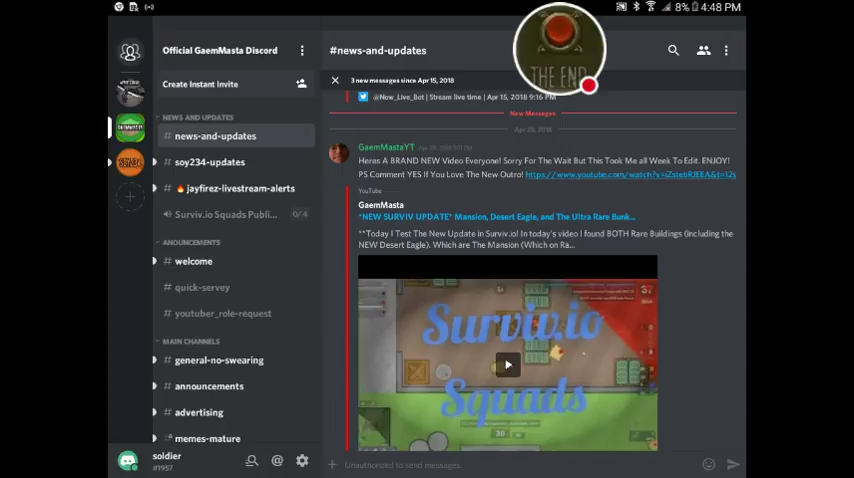 8% 4:48 PM
THE END
Official GaemMasta Discord
Create Instant Invite
NEWS AND UPDATES
# news-and-updates
# soy234-updates
# 🔥 jayfirez-livestream-alerts
Surviv.io Squads Publi... 0/4
ANOUNCEMENTS
# welcome
# quick-servey
# youtuber_role-request
MAIN CHANNELS
# general-no-swearing
# announcements
# advertising
# memes-mature
soldier
#1957
#news-and-updates
3 new messages since Apr 15, 2018
@New_Live_Bot | Stream live time | Apr 15, 2018 9:16 PM
New Messages
GaemMastaYT
Heres A BRAND NEW Video Everyone! Sorry For The Wait But This Took Me all Week To Edit. ENJOY!
PS Comment YES If You Love The New Outro!
YouTube
GaemMasta
*NEW SURVIV UPDATE* Mansion, Desert Eagle, and The Ultra Rare Bunk...
**Today I Test The New Update in Surviv.io! In today's video I found BOTH Rare Buildings (including the
NEW Desert Eagle). Which are The Mansion (Which on Ra...
Surviv.io
Squads
30
Unauthorized to send messages.